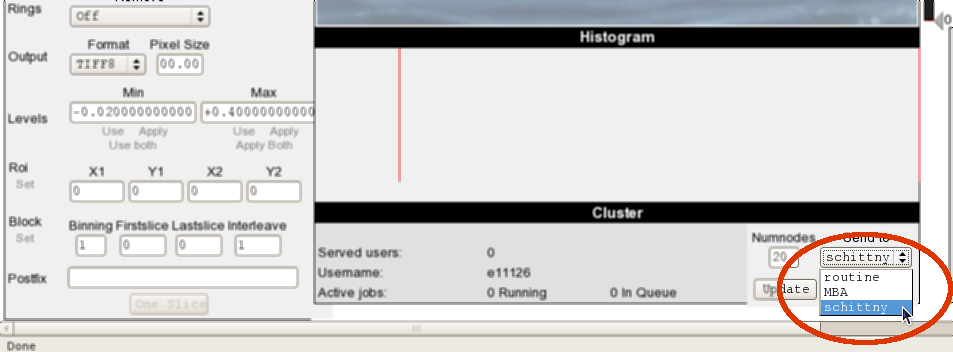 Rings
Off
Histogram
Format Pixel Size
Output TIFF8 00.00
Min Max
Levels -0.020000000000 +0.40000000000
Use Apply Use Apply
Use both Apply Both
Roi X1 Y1 X2 Y2
Set 0 0 0 0
Cluster
Block Binning Firstslice Lastslice Interleave
Set 1 0 0 1
Served users: 0
Username: e11126
Active jobs: 0 Running 0 In Queue
Numnodes Send to
20 schittny
routine
MBA
Update schittny
Postfix
One Slice
Done